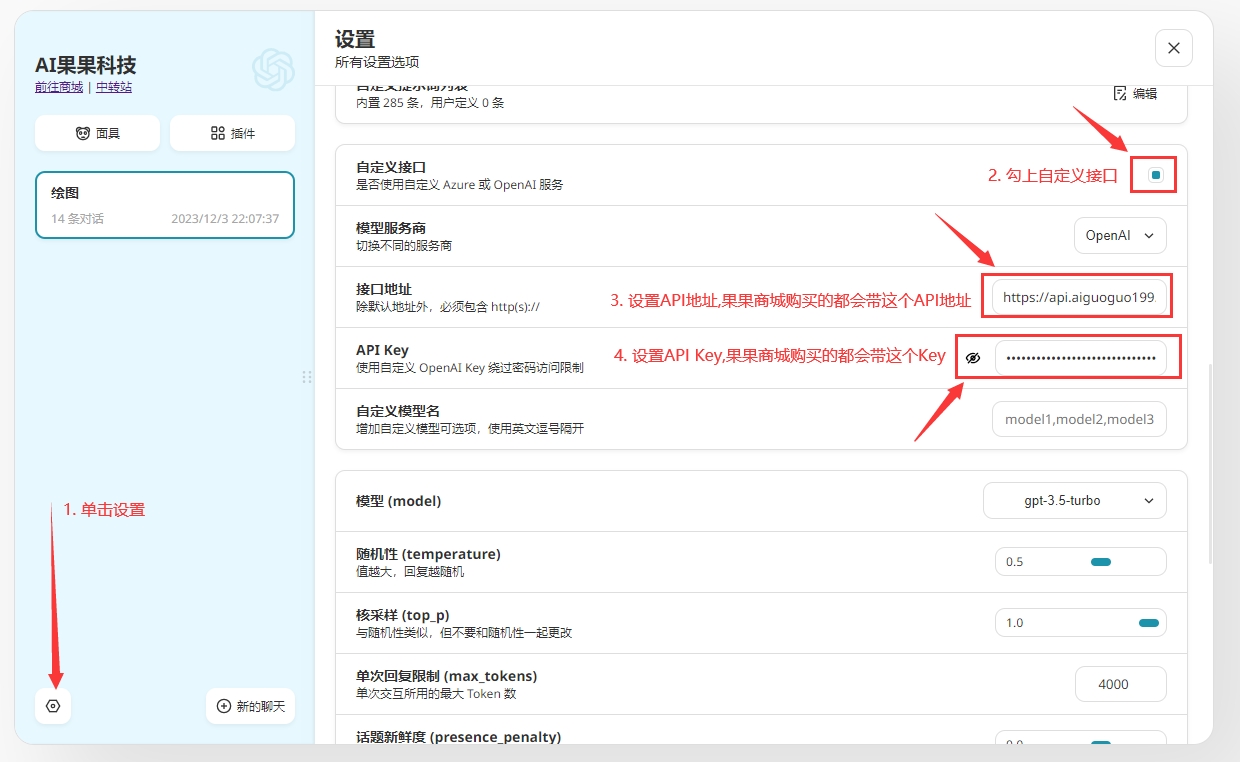 AI果果科技
前往商城 | 中转站
面具
插件
绘图
14 条对话
2023/12/3 22:07:37
1. 单击设置
新的聊天
设置
所有设置选项
自定义提示词列表
内置 285 条，用户定义 0 条
编辑
自定义接口
是否使用自定义 Azure 或 OpenAI 服务
2. 勾上自定义接口
模型服务商
切换不同的服务商
OpenAI
接口地址
除默认地址外，必须包含 http(s)://
3. 设置API地址,果果商城购买的都会带这个API地址
https://api.aiguoguo199.
API Key
使用自定义 OpenAI Key 绕过密码访问限制
4. 设置API Key,果果商城购买的都会带这个Key
自定义模型名
增加自定义模型可选项，使用英文逗号隔开
model1,model2,model3
模型 (model)
gpt-3.5-turbo
随机性 (temperature)
值越大，回复越随机
0.5
核采样 (top_p)
与随机性类似，但不要和随机性一起更改
1.0
单次回复限制 (max_tokens)
单次交互所用的最大 Token 数
4000
话题新鲜度 (presence_penalty)
0.0